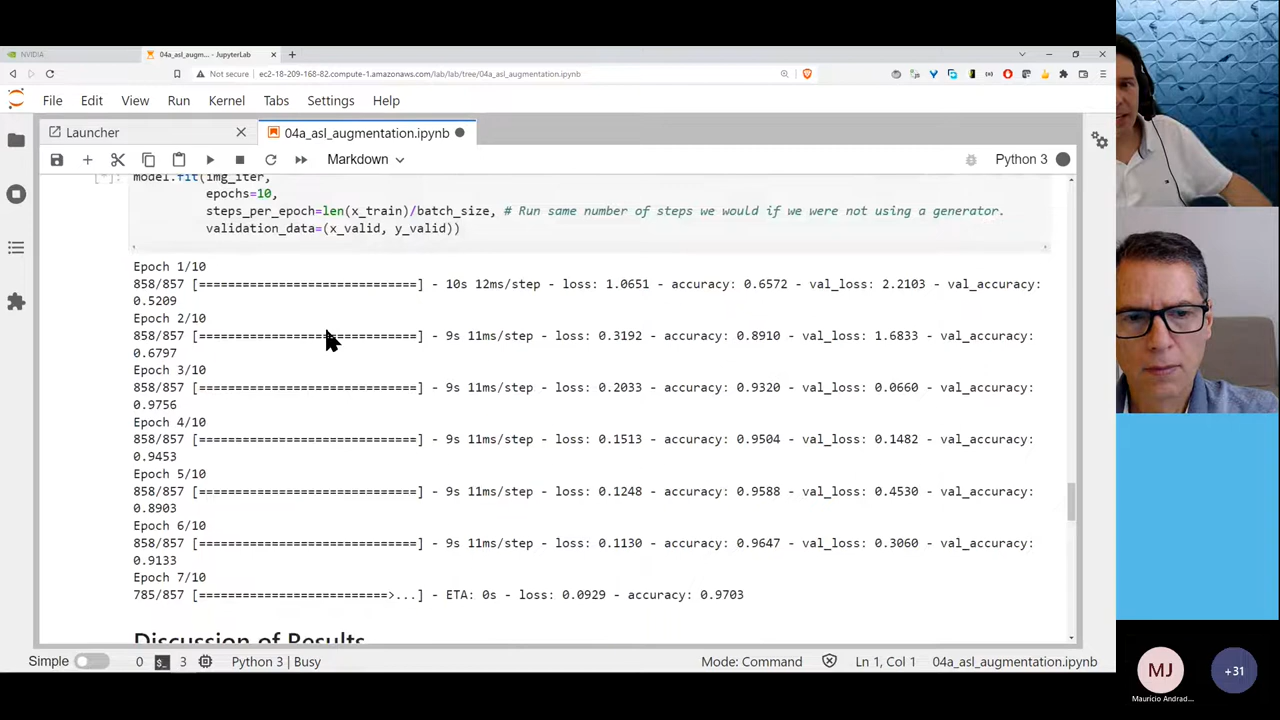 NVIDIA
04a_asl_augm... - JupyterLab
Not secure
ec2-18-209-168-82.compute-1.amazonaws.com/lab/lab/tree/04a_asl_augmentation.ipynb
File Edit View Run Kernel Tabs Settings Help
Launcher
04a_asl_augmentation.ipynb
Markdown
Python 3
[*]:
model.fit(img_iter,
epochs=10,
steps_per_epoch=len(x_train)/batch_size, # Run same number of steps we would if we were not using a generator.
validation_data=(x_valid, y_valid))
Epoch 1/10
858/857 [==============================] - 10s 12ms/step - loss: 1.0651 - accuracy: 0.6572 - val_loss: 2.2103 - val_accuracy:
0.5209
Epoch 2/10
858/857 [==============================] - 9s 11ms/step - loss: 0.3192 - accuracy: 0.8910 - val_loss: 1.6833 - val_accuracy:
0.6797
Epoch 3/10
858/857 [==============================] - 9s 11ms/step - loss: 0.2033 - accuracy: 0.9320 - val_loss: 0.0660 - val_accuracy:
0.9756
Epoch 4/10
858/857 [==============================] - 9s 11ms/step - loss: 0.1513 - accuracy: 0.9504 - val_loss: 0.1482 - val_accuracy:
0.9453
Epoch 5/10
858/857 [==============================] - 9s 11ms/step - loss: 0.1248 - accuracy: 0.9588 - val_loss: 0.4530 - val_accuracy:
0.8903
Epoch 6/10
858/857 [==============================] - 9s 11ms/step - loss: 0.1130 - accuracy: 0.9647 - val_loss: 0.3060 - val_accuracy:
0.9133
Epoch 7/10
785/857 [==========================>...] - ETA: 0s - loss: 0.0929 - accuracy: 0.9703
Discussion of Results
Simple 0 3 Python 3 | Busy
Mode: Command Ln 1, Col 1 04a_asl_augmentation.ipynb
MJ
Mauricio Andrad...
+31